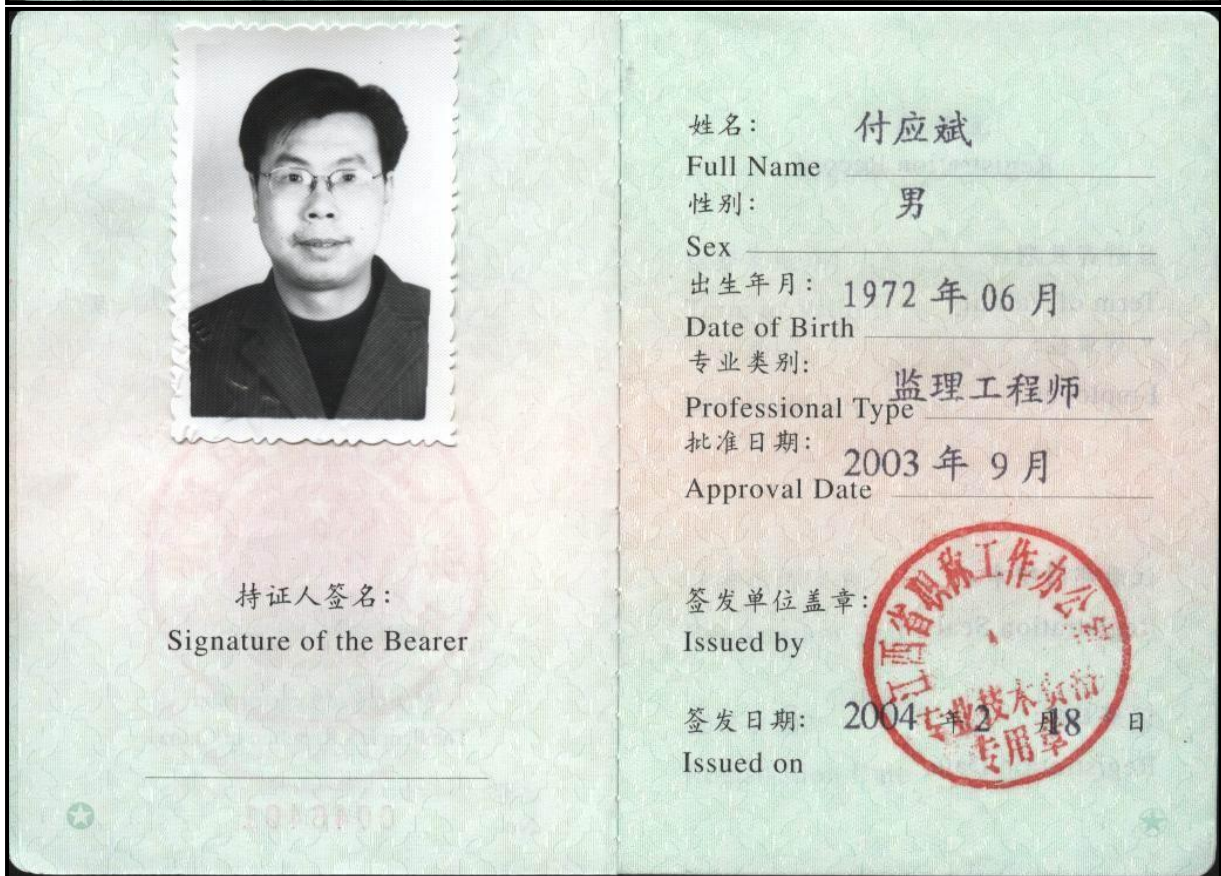 持证人签名:
Signature of the Bearer
姓名: 付应斌
Full Name
性别: 男
Sex
出生年月: 1972 年 06 月
Date of Birth
专业类别:
监理工程师
Professional Type
批准日期: 2003 年 9 月
Approval Date
签发单位盖章:
Issued by
江西省职称工作办公室
专业技术资格
专用章
签发日期: 2004 年 2 月 18 日
Issued on